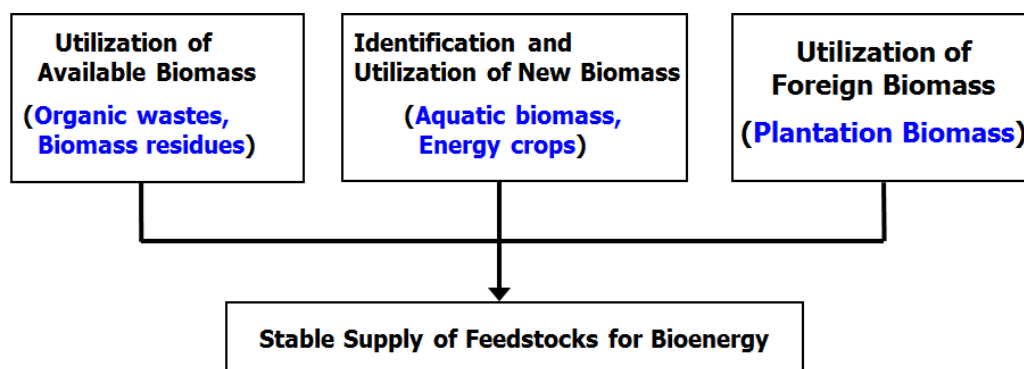 Utilization of
Available Biomass
(Organic wastes,
Biomass residues)
Identification and
Utilization of New Biomass
(Aquatic biomass,
Energy crops)
Utilization of
Foreign Biomass
(Plantation Biomass)
Stable Supply of Feedstocks for Bioenergy